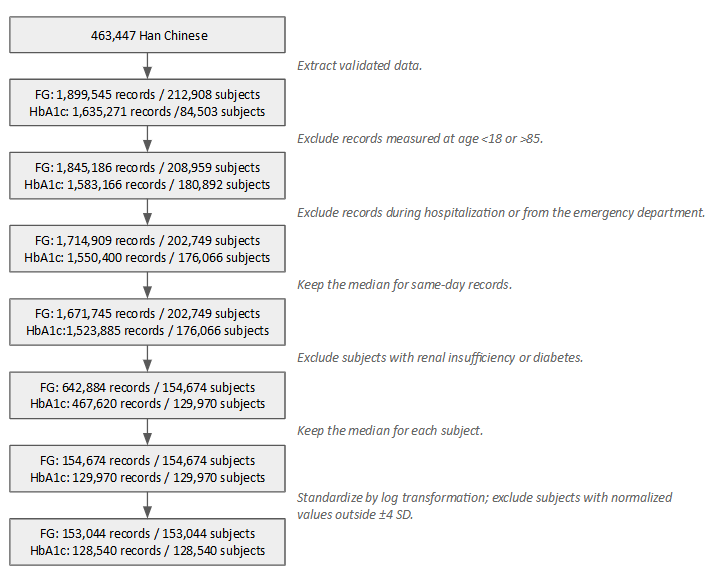 463,447 Han Chinese
Extract validated data.
FG: 1,899,545 records / 212,908 subjects
HbA1c: 1,635,271 records /84,503 subjects
Exclude records measured at age <18 or >85.
FG: 1,845,186 records / 208,959 subjects
HbA1c: 1,583,166 records / 180,892 subjects
Exclude records during hospitalization or from the emergency department.
FG: 1,714,909 records / 202,749 subjects
HbA1c: 1,550,400 records / 176,066 subjects
Keep the median for same-day records.
FG: 1,671,745 records / 202,749 subjects
HbA1c:1,523,885 records / 176,066 subjects
Exclude subjects with renal insufficiency or diabetes.
FG: 642,884 records / 154,674 subjects
HbA1c: 467,620 records / 129,970 subjects
Keep the median for each subject.
FG: 154,674 records / 154,674 subjects
HbA1c: 129,970 records / 129,970 subjects
Standardize by log transformation; exclude subjects with normalized
values outside ±4 SD.
FG: 153,044 records / 153,044 subjects
HbA1c: 128,540 records / 128,540 subjects